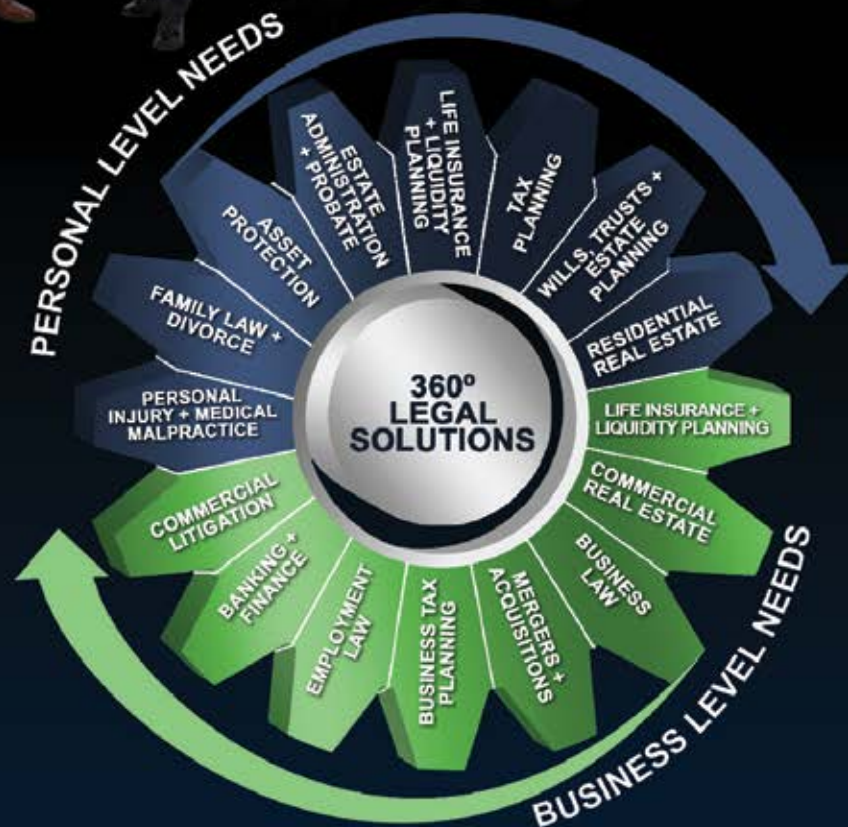 PERSONAL LEVEL NEEDS
PERSONAL
INJURY + MEDICAL
MALPRACTICE
FAMILY LAW +
DIVORCE
ASSET
PROTECTION
ESTATE
ADMINISTRATION
+ PROBATE
LIFE INSURANCE
+ LIQUIDITY
PLANNING
TAX
PLANNING
WILLS, TRUSTS +
ESTATE
PLANNING
RESIDENTIAL
REAL ESTATE
360º
LEGAL
SOLUTIONS
LIFE INSURANCE +
LIQUIDITY PLANNING
COMMERCIAL
REAL ESTATE
BUSINESS
LAW
MERGERS +
ACQUISITIONS
BUSINESS TAX
PLANNING
EMPLOYMENT
LAW
BANKING +
FINANCE
COMMERCIAL
LITIGATION
BUSINESS LEVEL NEEDS